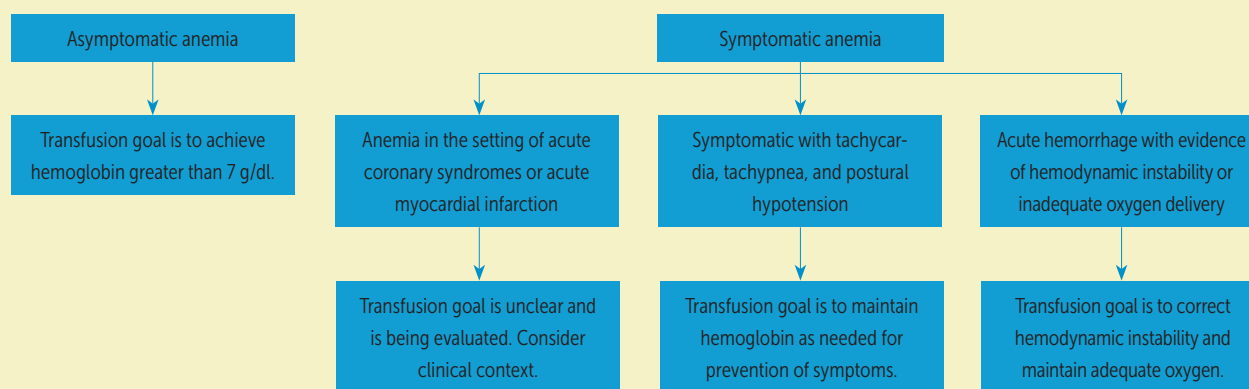 Asymptomatic anemia
Transfusion goal is to achieve
hemoglobin greater than 7 g/dl.
Symptomatic anemia
Anemia in the setting of acute
coronary syndromes or acute
myocardial infarction
Transfusion goal is unclear and
is being evaluated. Consider
clinical context.
Symptomatic with tachycar-
dia, tachypnea, and postural
hypotension
Transfusion goal is to maintain
hemoglobin as needed for
prevention of symptoms.
Acute hemorrhage with evidence
of hemodynamic instability or
inadequate oxygen delivery
Transfusion goal is to correct
hemodynamic instability and
maintain adequate oxygen.